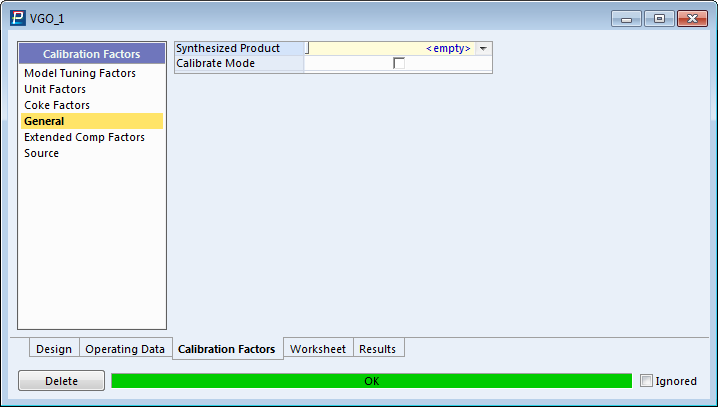 VGO_1
Calibration Factors
Model Tuning Factors
Unit Factors
Coke Factors
General
Extended Comp Factors
Source
Synthesized Product <empty>
Calibrate Mode
Design Operating Data Calibration Factors Worksheet Results
Delete OK Ignored